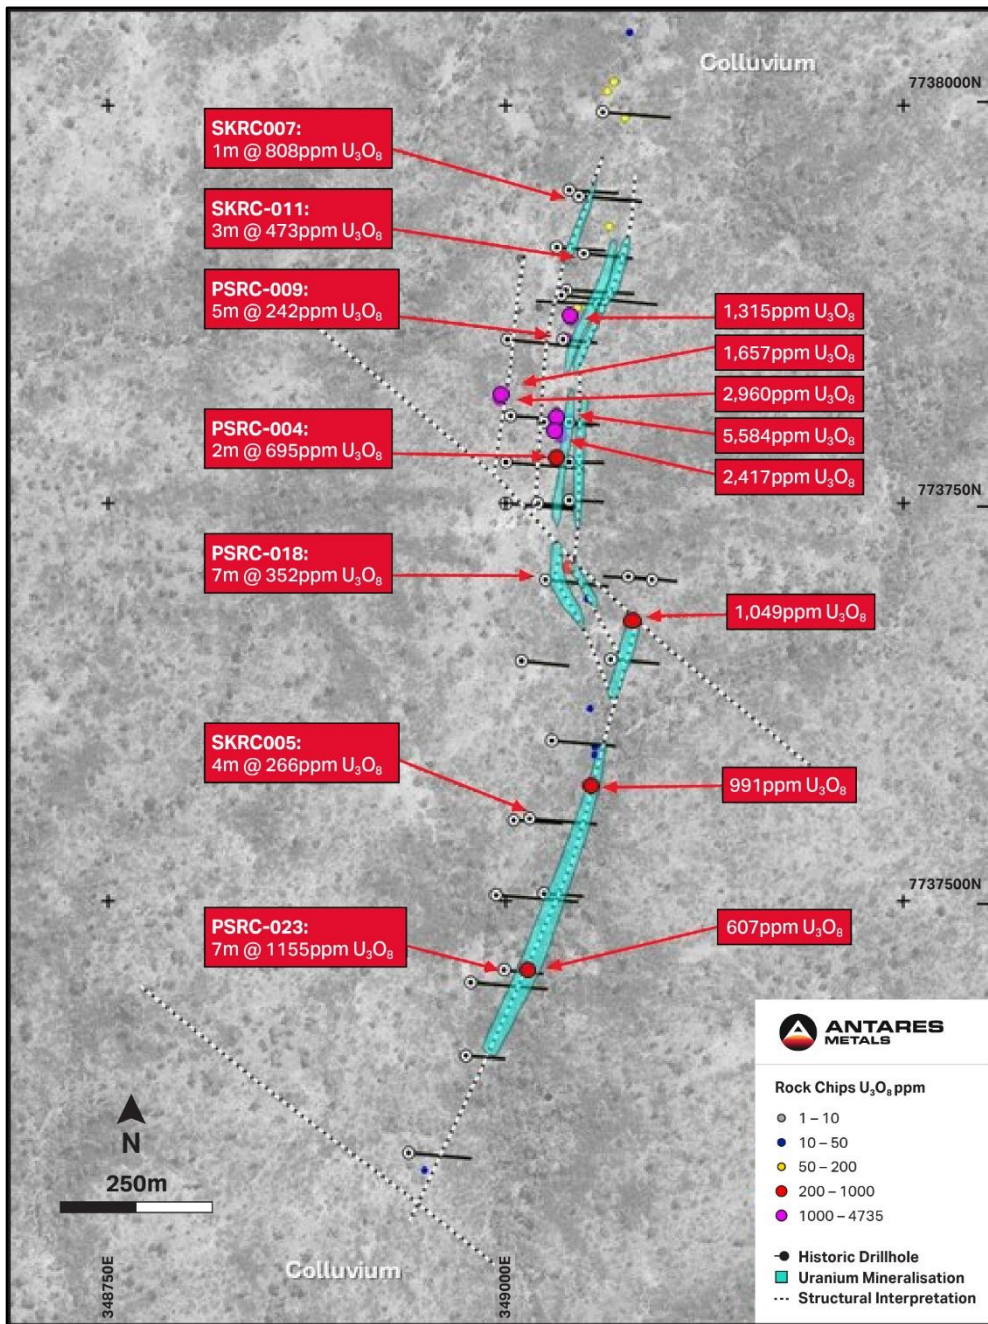 Colluvium
7738000N
SKRC007:
1m @ 808ppm U₃O₈
SKRC-011:
3m @ 473ppm U₃O₈
PSRC-009:
5m @ 242ppm U₃O₈
1,315ppm U₃O₈
1,657ppm U₃O₈
2,960ppm U₃O₈
PSRC-004:
2m @ 695ppm U₃O₈
5,584ppm U₃O₈
2,417ppm U₃O₈
773750N
PSRC-018:
7m @ 352ppm U₃O₈
1,049ppm U₃O₈
SKRC005:
4m @ 266ppm U₃O₈
991ppm U₃O₈
7737500N
PSRC-023:
7m @ 1155ppm U₃O₈
607ppm U₃O₈
ANTARES
METALS
Rock Chips U₃O₈ ppm
1 – 10
10 – 50
50 – 200
200 – 1000
1000 – 4735
Historic Drillhole
Uranium Mineralisation
Structural Interpretation
N
250m
348750E
349000E
Colluvium